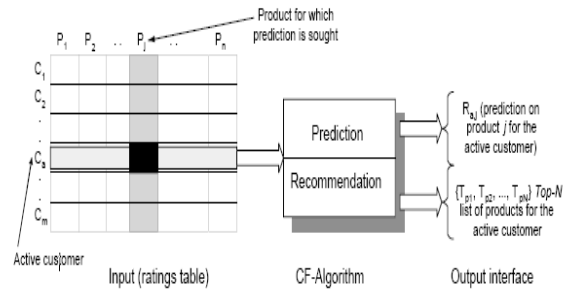 Product for which
prediction is sought
P1 P2 . . Pj . . Pn
C1
C2
.
.
Ca
.
.
Cm
Active customer
Prediction
Recommendation
Ra,j (prediction on
product j for the
active customer)
{Tp1, Tp2, ..., TpN} Top-N
list of products for the
active customer
Input (ratings table)
CF-Algorithm
Output interface